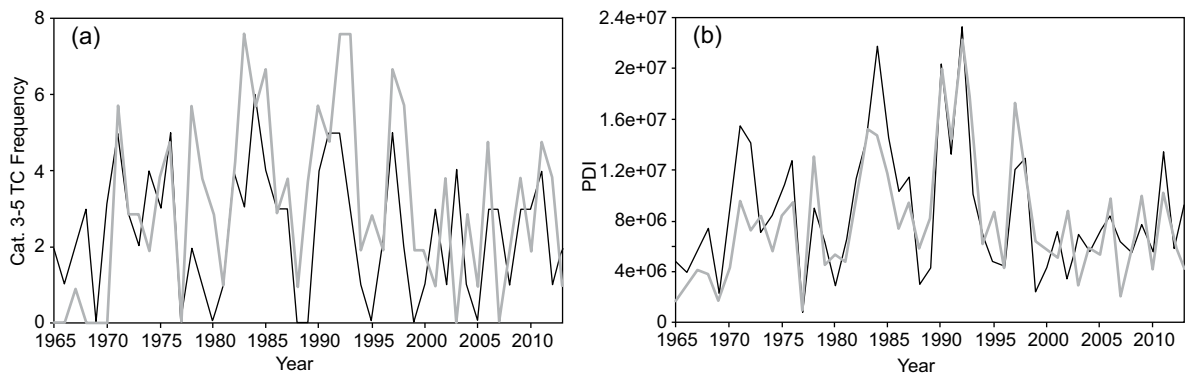 (a)
Cat. 3-5 TC Frequency
8
6
4
2
0
1965 1970 1975 1980 1985 1990 1995 2000 2005 2010
Year
(b)
PDI
2.4e+07
2e+07
1.6e+07
1.2e+07
8e+06
4e+06
0
1965 1970 1975 1980 1985 1990 1995 2000 2005 2010
Year